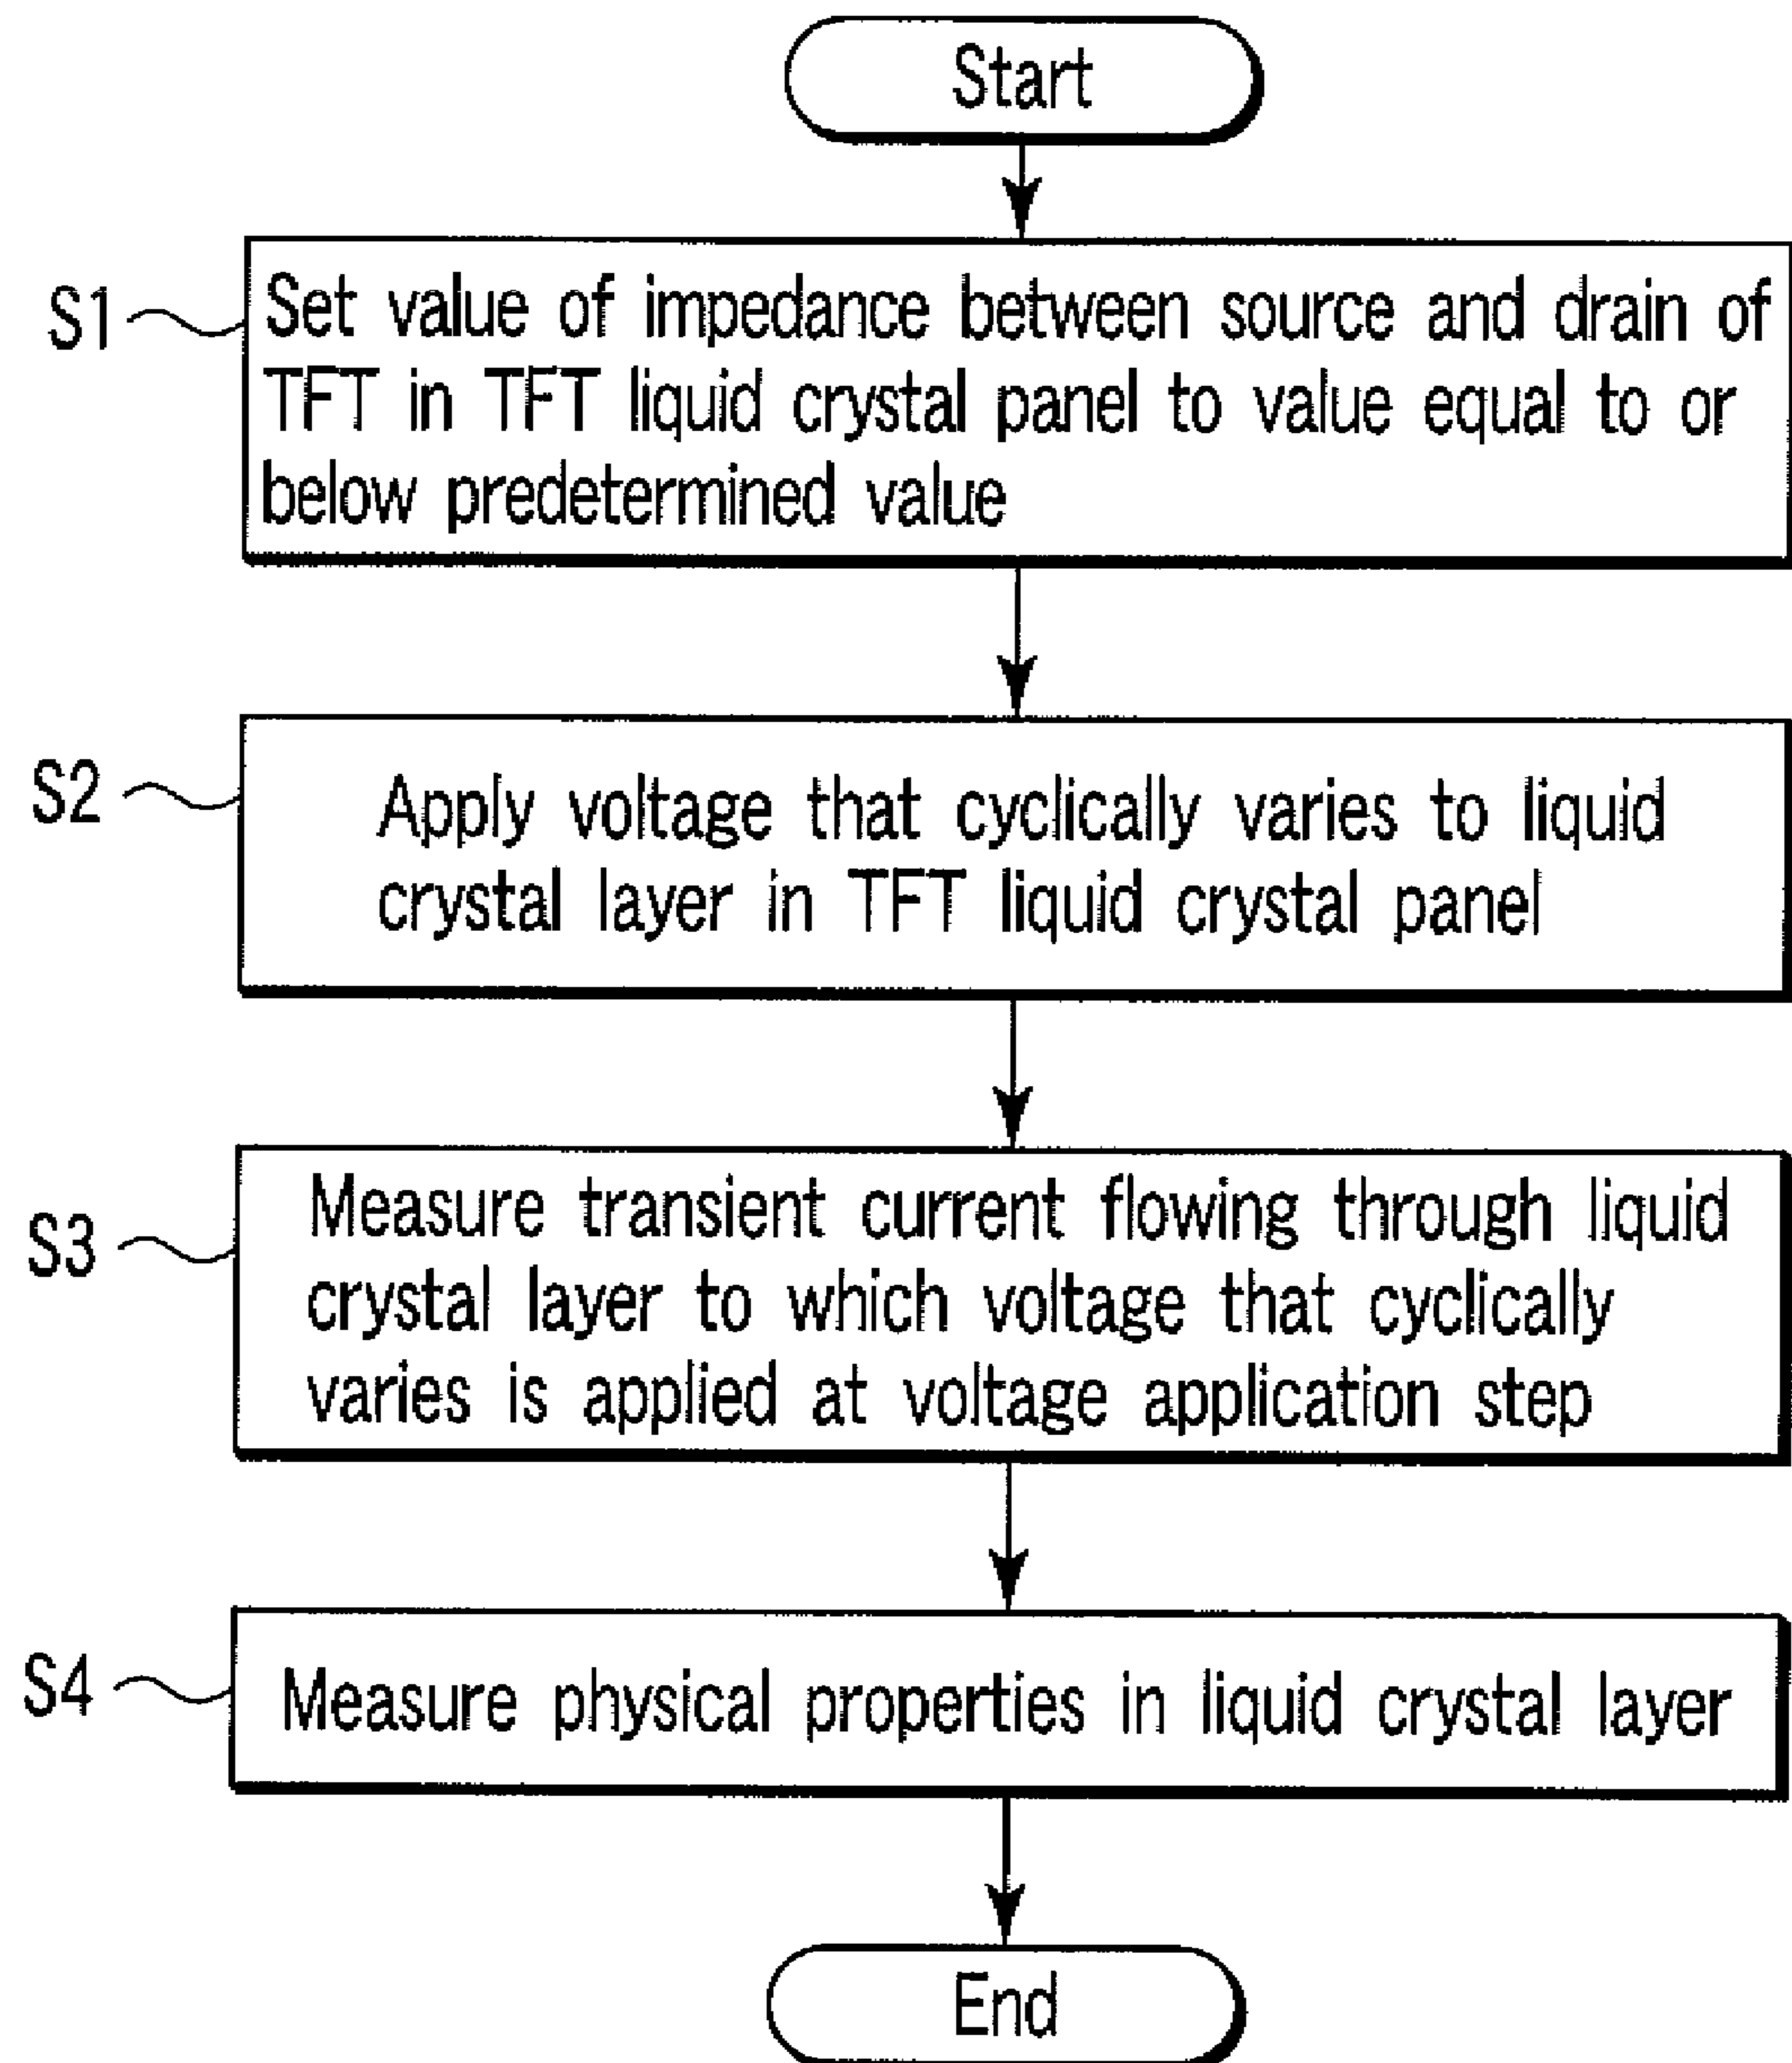 Start
S1
Set value of impedance between source and drain of
TFT in TFT liquid crystal panel to value equal to or
below predetermined value
S2
Apply voltage that cyclically varies to liquid
crystal layer in TFT liquid crystal panel
S3
Measure transient current flowing through liquid
crystal layer to which voltage that cyclically
varies is applied at voltage application step
S4
Measure physical properties in liquid crystal layer
End